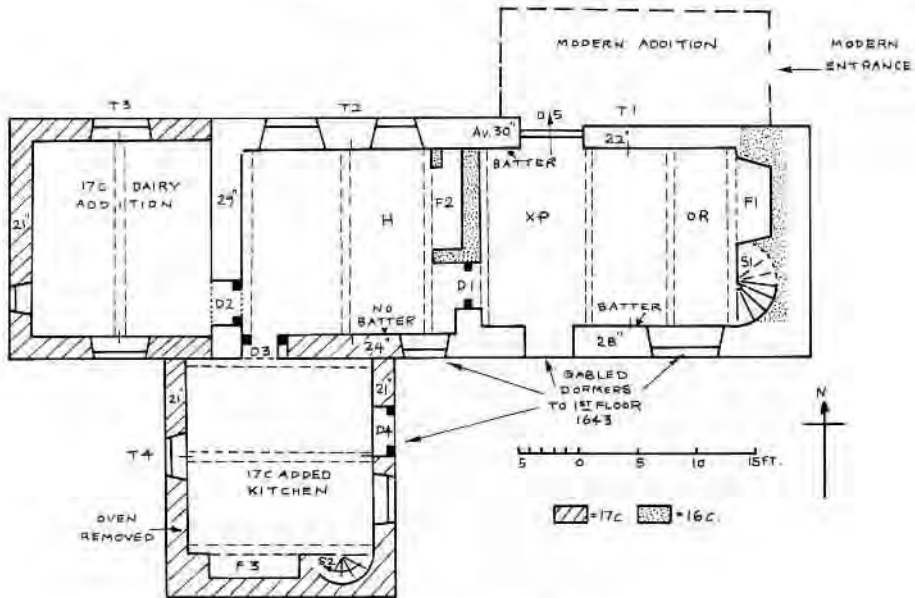 MODERN ADDITION
MODERN
ENTRANCE
T3
T2
D5
T1
Av. 30"
22"
BATTER
17C DAIRY
ADDITION
29"
H
F2
XP
OR
F1
21"
S1
D2
D1
NO
BATTER
BATTER
D3
24"
28"
GABLED
DORMERS
TO 1ST FLOOR
1643
N
21"
21"
D4
T4
5 0 5 10 15FT.
17C ADDED
KITCHEN
=17C. =16C.
OVEN
REMOVED
F3
S2